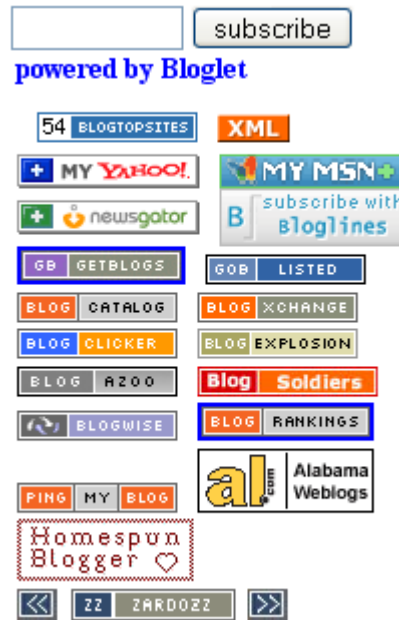 subscribe
powered by Bloglet
54 BLOGTOPSITES
XML
MY YAHOO!
MY MSN
newsgator
subscribe with
B Bloglines
GB GETBLOGS
GOB LISTED
BLOG CATALOG
BLOG XCHANGE
BLOG CLICKER
BLOG EXPLOSION
BLOG AZOO
Blog Soldiers
BLOGWISE
BLOG RANKINGS
PING MY BLOG
al.com
Alabama
Weblogs
Homespun
Blogger
<< ZZ ZARDOZZ >>